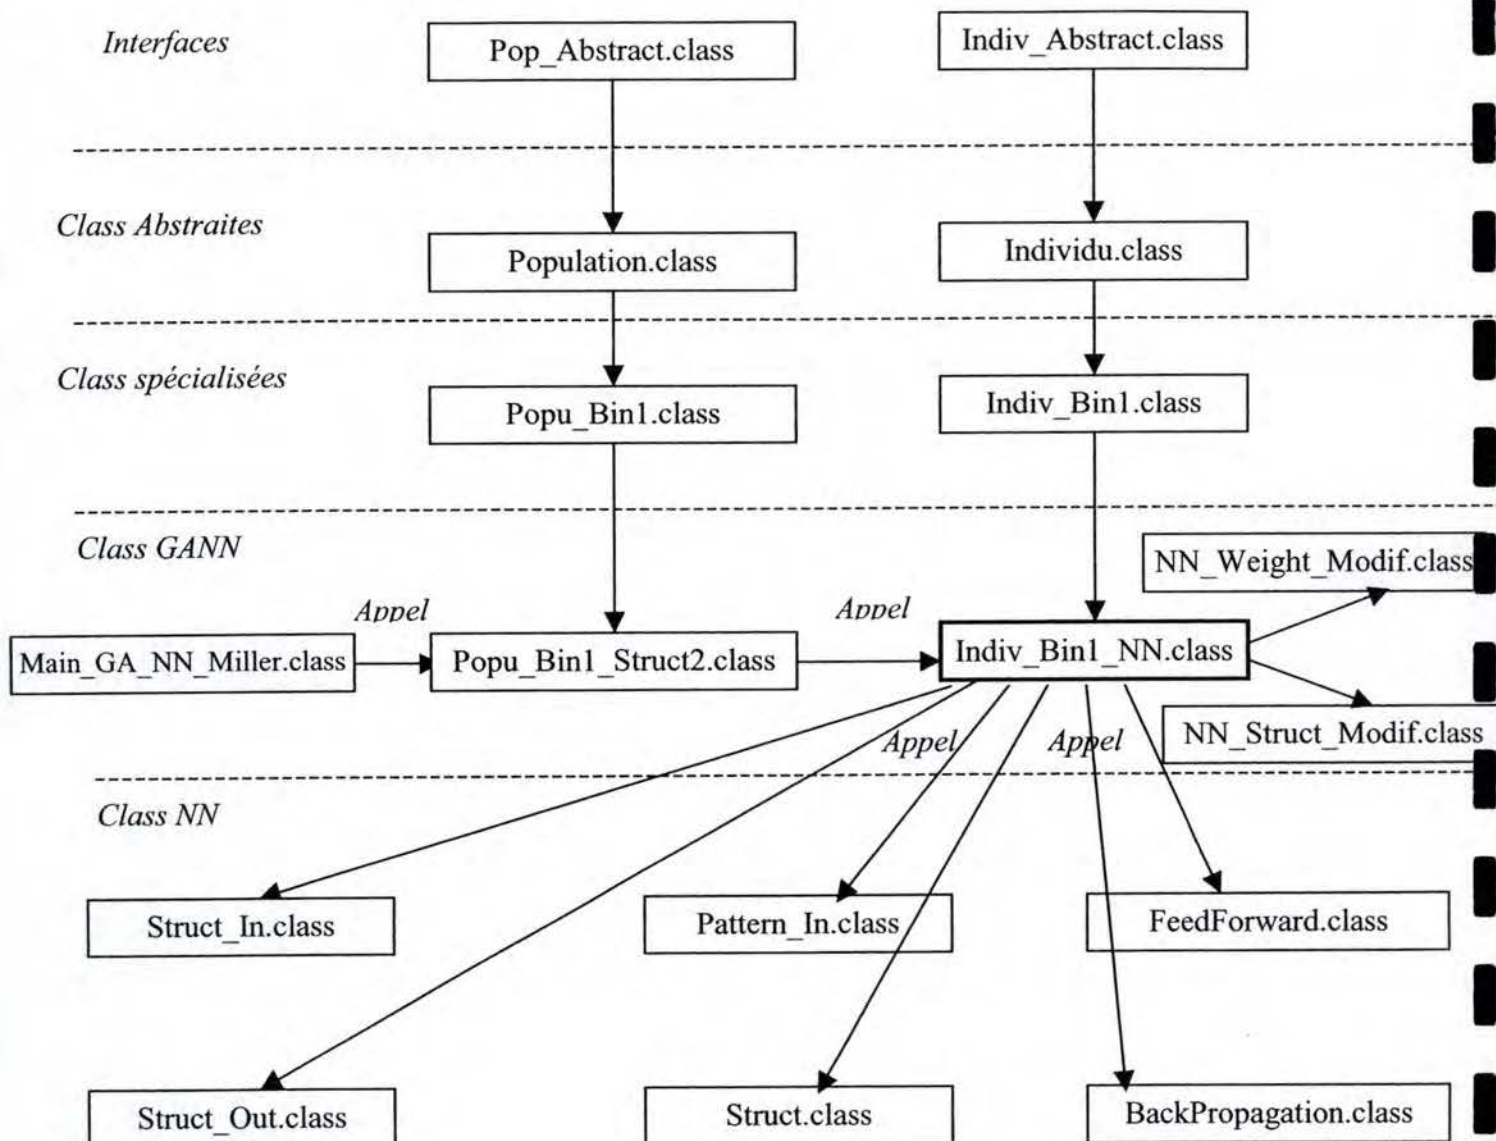 Interfaces
Pop_Abstract.class
Indiv_Abstract.class
Class Abstraites
Population.class
Individu.class
Class spécialisées
Popu_Bin1.class
Indiv_Bin1.class
Class GANN
NN_Weight_Modif.class
Appel
Appel
Main_GA_NN_Miller.class
Popu_Bin1_Struct2.class
Indiv_Bin1_NN.class
NN_Struct_Modif.class
Appel
Appel
Class NN
Struct_In.class
Pattern_In.class
FeedForward.class
Struct_Out.class
Struct.class
BackPropagation.class